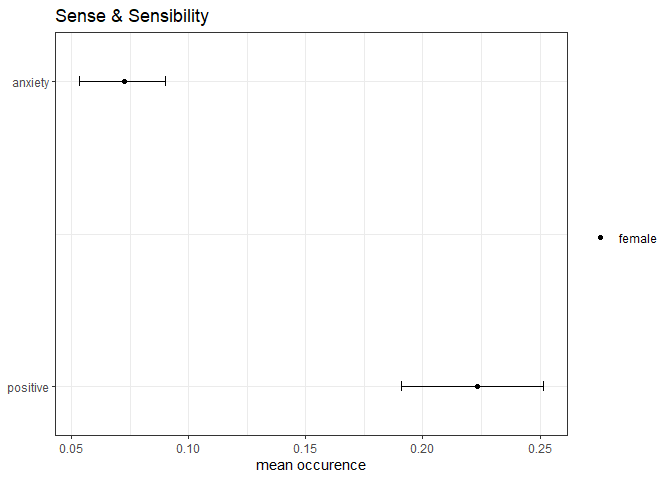 Sense & Sensibility
anxiety
female
positive
0.05 0.10 0.15 0.20 0.25
mean occurence